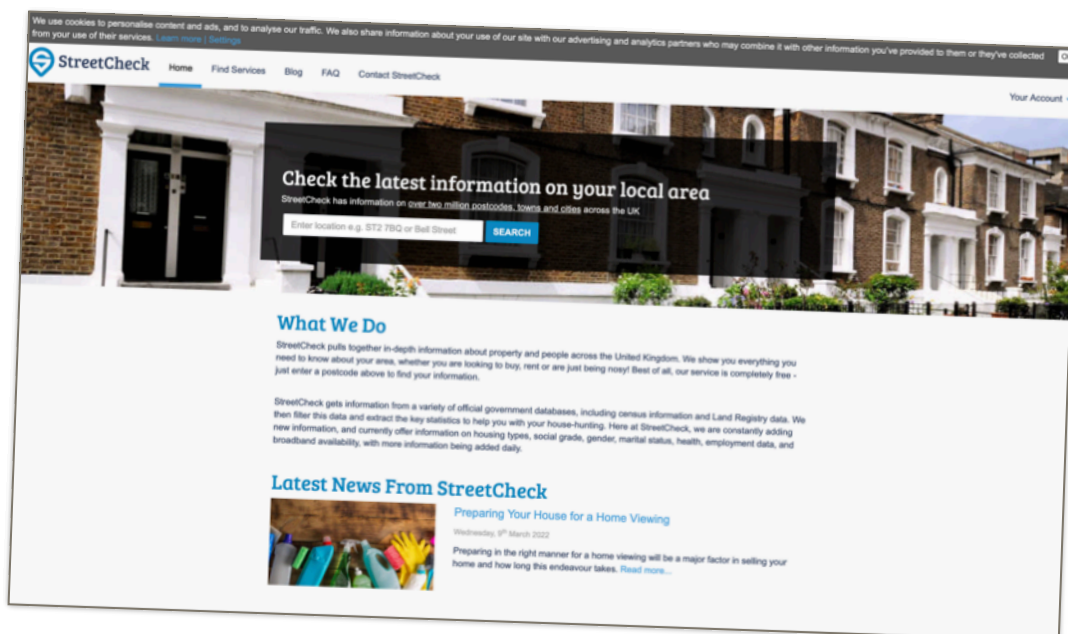 We use cookies to personalise content and ads, and to analyse our traffic. We also share information about your use of our site with our advertising and analytics partners who may combine it with other information you've provided to them or they've collected
from your use of their services. Learn more | Settings
StreetCheck
Home Find Services Blog FAQ Contact StreetCheck
Your Account
Check the latest information on your local area
StreetCheck has information on over two million postcodes, towns and cities across the UK
Enter location e.g. ST2 7BQ or Bell Street SEARCH
What We Do
StreetCheck pulls together in-depth information about property and people across the United Kingdom. We show you everything you
need to know about your area, whether you are looking to buy, rent or are just being nosy! Best of all, our service is completely free -
just enter a postcode above to find your information.
StreetCheck gets information from a variety of official government databases, including census information and Land Registry data. We
then filter this data and extract the key statistics to help you with your house-hunting. Here at StreetCheck, we are constantly adding
new information, and currently offer information on housing types, social grade, gender, marital status, health, employment data, and
broadband availability, with more information being added daily.
Latest News From StreetCheck
Preparing Your House for a Home Viewing
Wednesday, 9th March 2022
Preparing in the right manner for a home viewing will be a major factor in selling your
home and how long this endeavour takes. Read more...